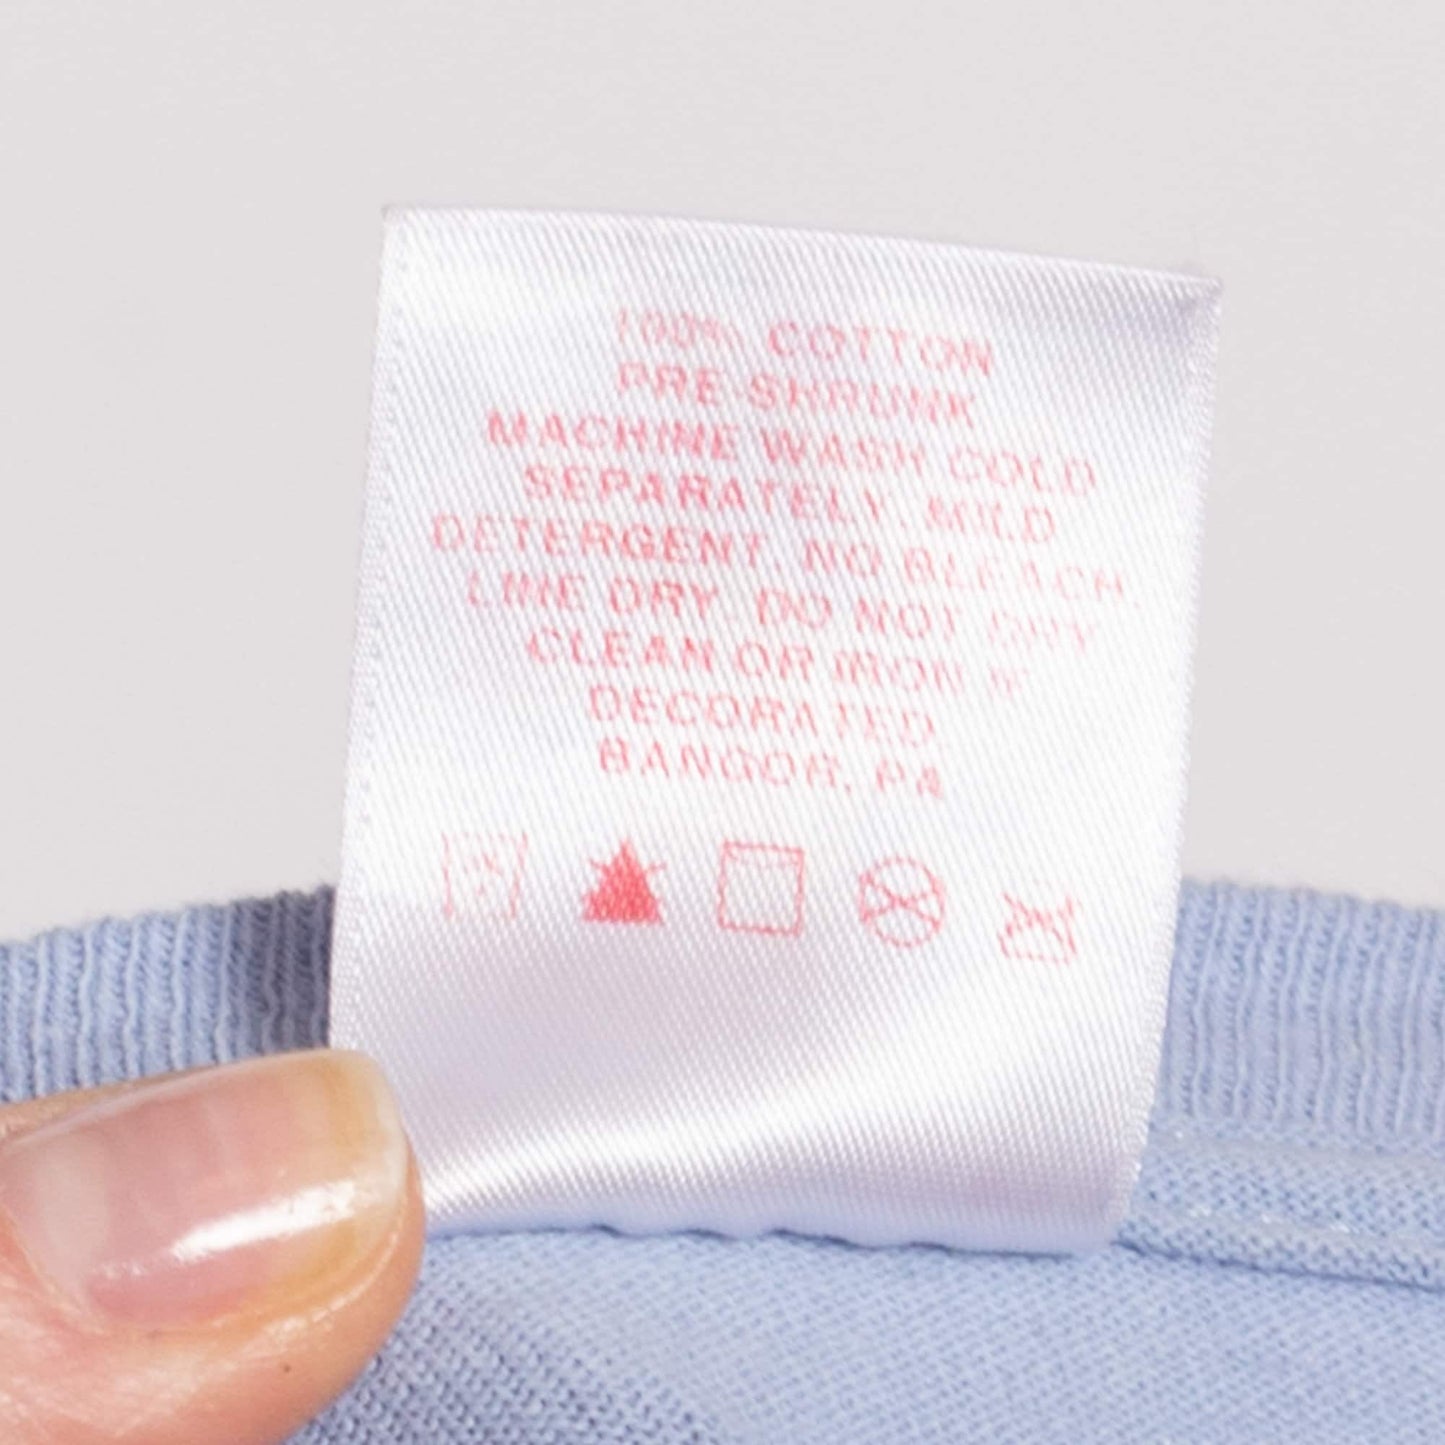 100% COTTON
PRE-SHRUNK
MACHINE WASH COLD
SEPARATELY. MILD
DETERGENT. NO BLEACH.
LINE DRY. DO NOT DRY
CLEAN OR IRON IF
DECORATED.
BANGOR, PA